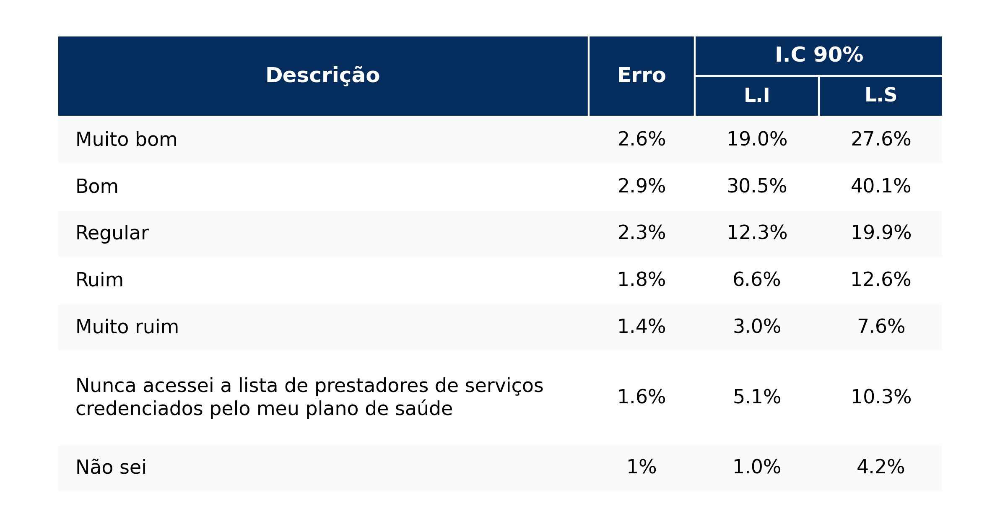 Descrição Erro I.C 90%
L.I L.S
Muito bom 2.6% 19.0% 27.6%
Bom 2.9% 30.5% 40.1%
Regular 2.3% 12.3% 19.9%
Ruim 1.8% 6.6% 12.6%
Muito ruim 1.4% 3.0% 7.6%
Nunca acessei a lista de prestadores de serviços
credenciados pelo meu plano de saúde 1.6% 5.1% 10.3%
Não sei 1% 1.0% 4.2%